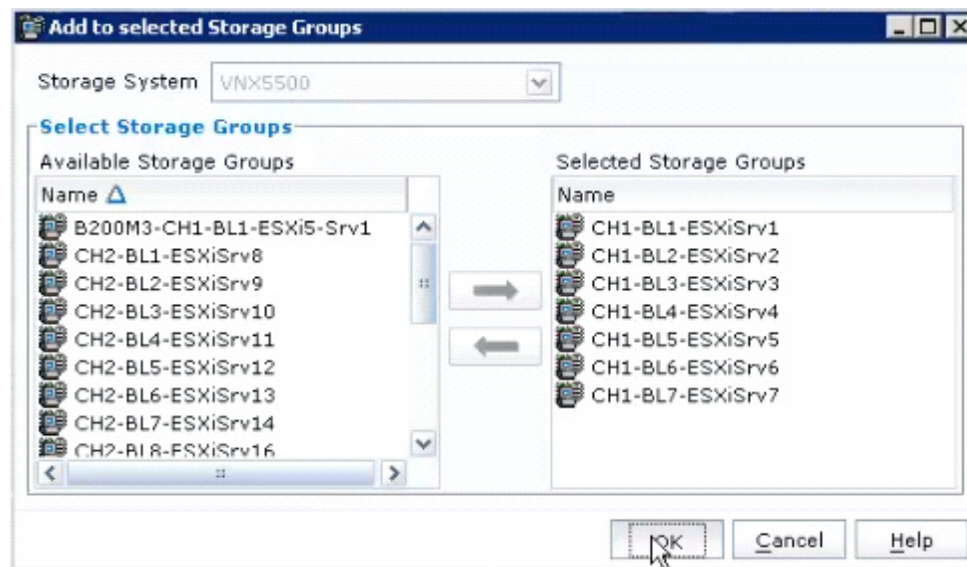 Add to selected Storage Groups
Storage System VNX5500
Select Storage Groups
Available Storage Groups
Name
B200M3-CH1-BL1-ESXi5-Srv1
CH2-BL1-ESXiSrv8
CH2-BL2-ESXiSrv9
CH2-BL3-ESXiSrv10
CH2-BL4-ESXiSrv11
CH2-BL5-ESXiSrv12
CH2-BL6-ESXiSrv13
CH2-BL7-ESXiSrv14
CH2-BL8-ESXiSrv16
Selected Storage Groups
Name
CH1-BL1-ESXiSrv1
CH1-BL2-ESXiSrv2
CH1-BL3-ESXiSrv3
CH1-BL4-ESXiSrv4
CH1-BL5-ESXiSrv5
CH1-BL6-ESXiSrv6
CH1-BL7-ESXiSrv7
OK Cancel Help